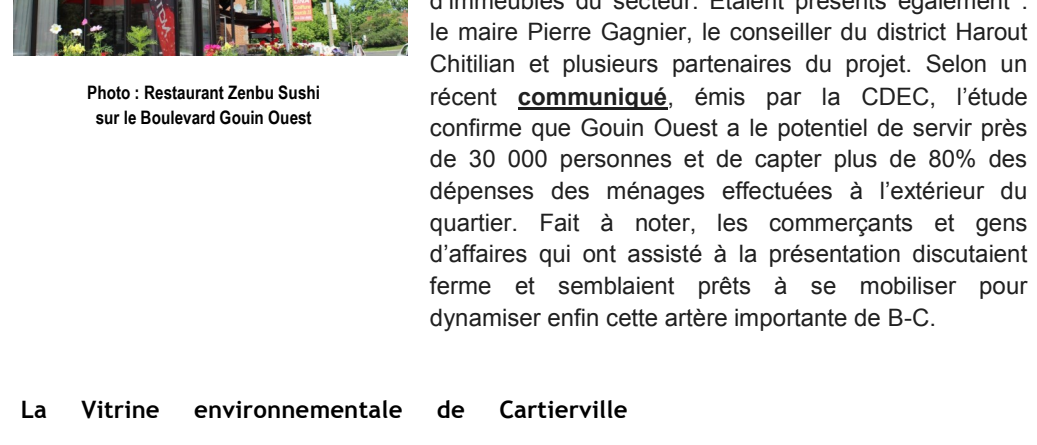 d'immeubles du secteur. Étaient présents également :
le maire Pierre Gagnier, le conseiller du district Harout
Chitilian et plusieurs partenaires du projet. Selon un
récent communiqué, émis par la CDEC, l'étude
confirme que Gouin Ouest a le potentiel de servir près
de 30 000 personnes et de capter plus de 80% des
dépenses des ménages effectuées à l'extérieur du
quartier. Fait à noter, les commerçants et gens
d'affaires qui ont assisté à la présentation discutaient
ferme et semblaient prêts à se mobiliser pour
dynamiser enfin cette artère importante de B-C.
Photo : Restaurant Zenbu Sushi
sur le Boulevard Gouin Ouest
La Vitrine environnementale de Cartierville